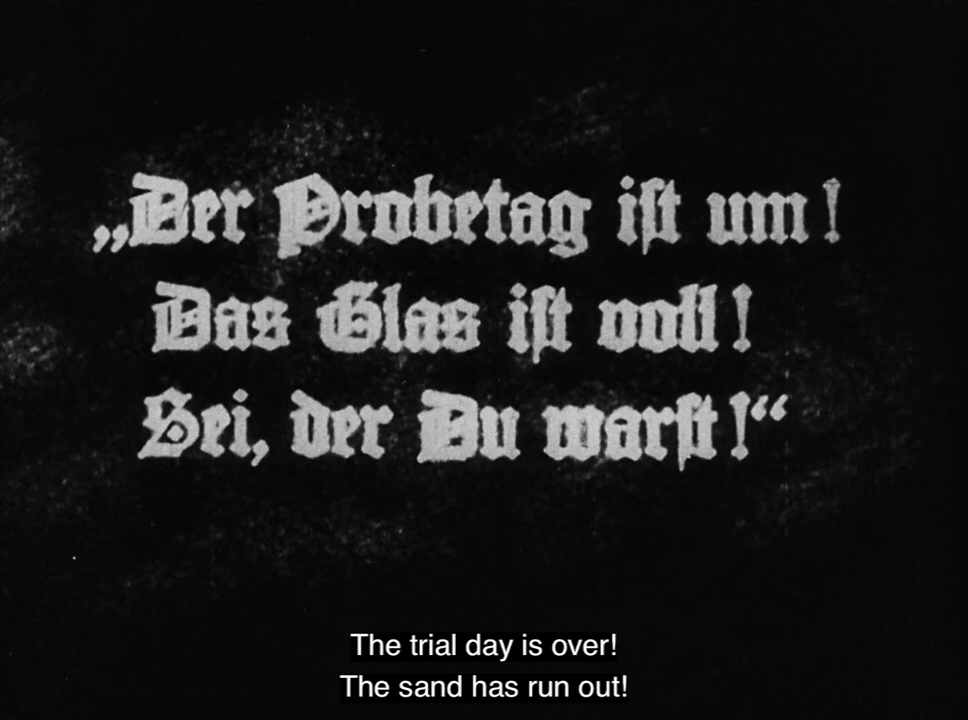 „Der Probetag iſt um!
Das Glas iſt voll!
Sei, der Du warſt!“
The trial day is over!
The sand has run out!